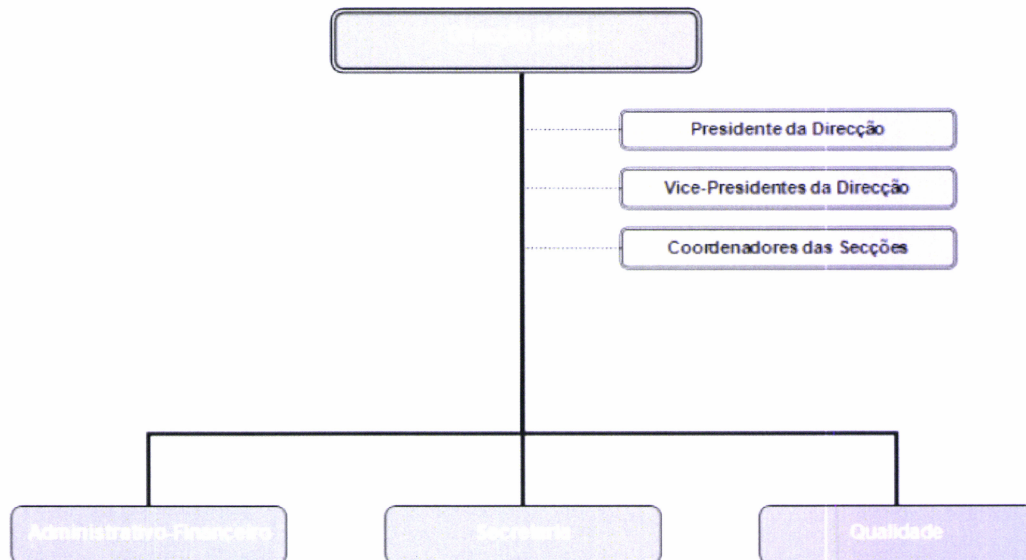 Presidente da Direcção
Vice-Presidentes da Direcção
Coordenadores das Secções
Administrativo-Financeiro
Secretaria
Qualidade